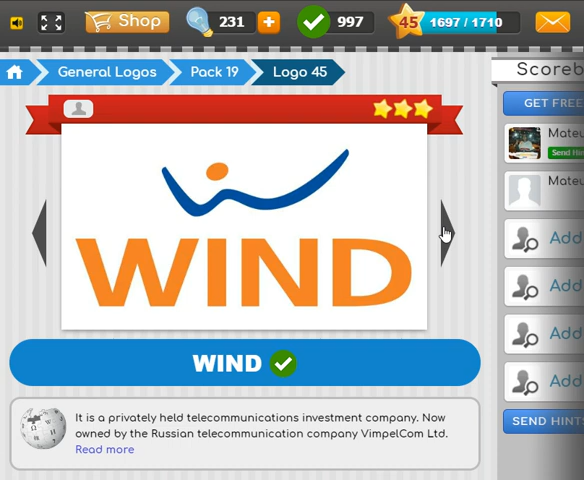 Shop
231
997
45
1697 / 1710
General Logos
Pack 19
Logo 45
Scoreb
GET FREE
Mateu
Send Hin
Mateu
WIND
Add
Add
Add
Add
WIND
It is a privately held telecommunications investment company. Now
owned by the Russian telecommunication company VimpelCom Ltd.
Read more
SEND HINTS